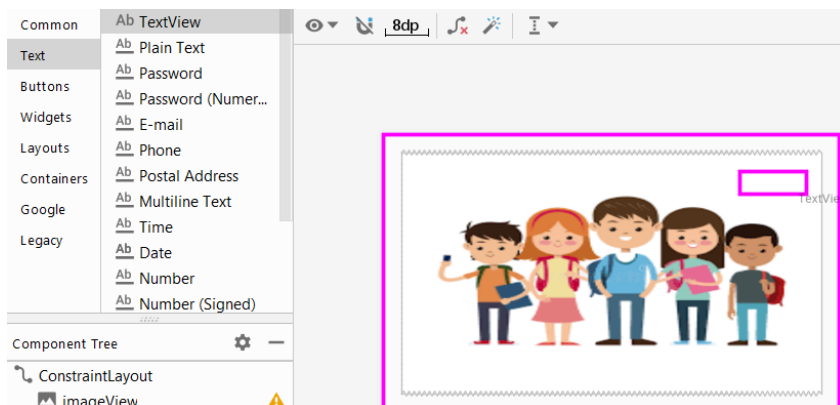 Common
Text
Buttons
Widgets
Layouts
Containers
Google
Legacy
Ab TextView
Ab Plain Text
Ab Password
Ab Password (Numer...
Ab E-mail
Ab Phone
Ab Postal Address
Ab Multiline Text
Ab Time
Ab Date
Ab Number
Ab Number (Signed)
8dp
TextVie
Component Tree
ConstraintLayout
imageView